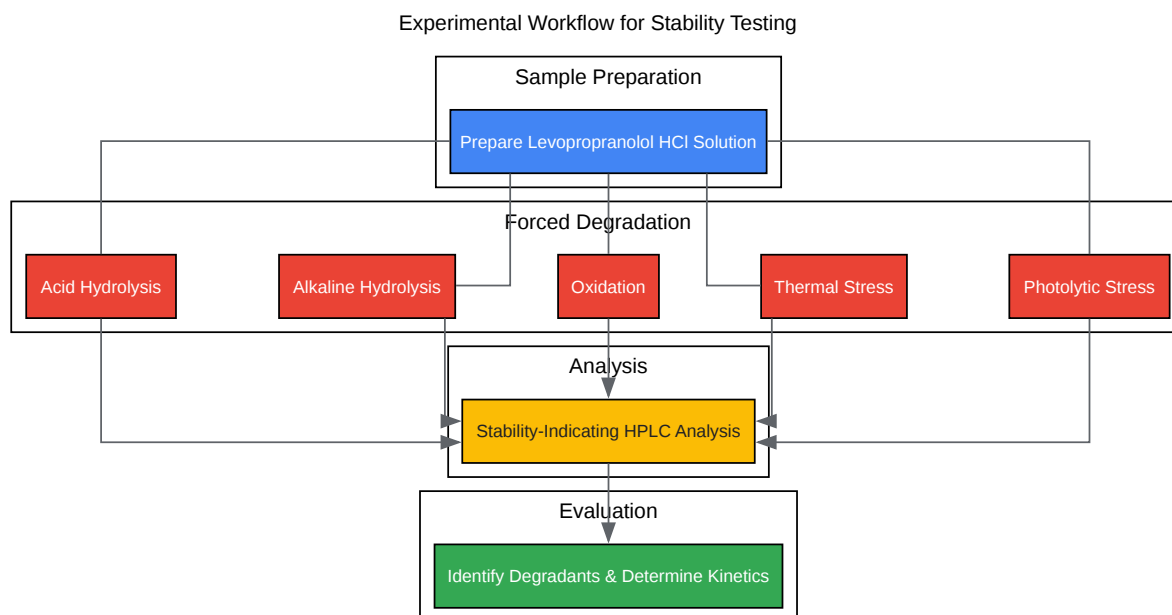 Experimental Workflow for Stability Testing
Sample Preparation
Prepare Levopropranolol HCl Solution
Forced Degradation
Acid Hydrolysis
Alkaline Hydrolysis
Oxidation
Thermal Stress
Photolytic Stress
Analysis
Stability-Indicating HPLC Analysis
Evaluation
Identify Degradants & Determine Kinetics